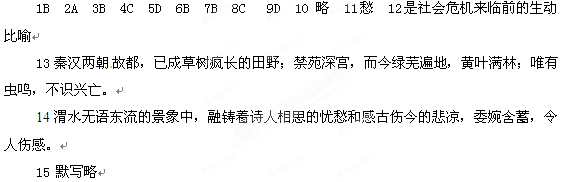 1B 2A 3B 4C 5D 6B 7B 8C 9D 10 略 11愁 12是社会危机来临前的生动
比喻
13 秦汉两朝故都，已成草树疯长的田野；禁苑深宫，而今绿芜遍地，黄叶满林；唯有
虫鸣，不识兴亡。
14 渭水无语东流的景象中，融铸着诗人相思的忧愁和感古伤今的悲凉，委婉含蓄，令
人伤感。
15 默写略